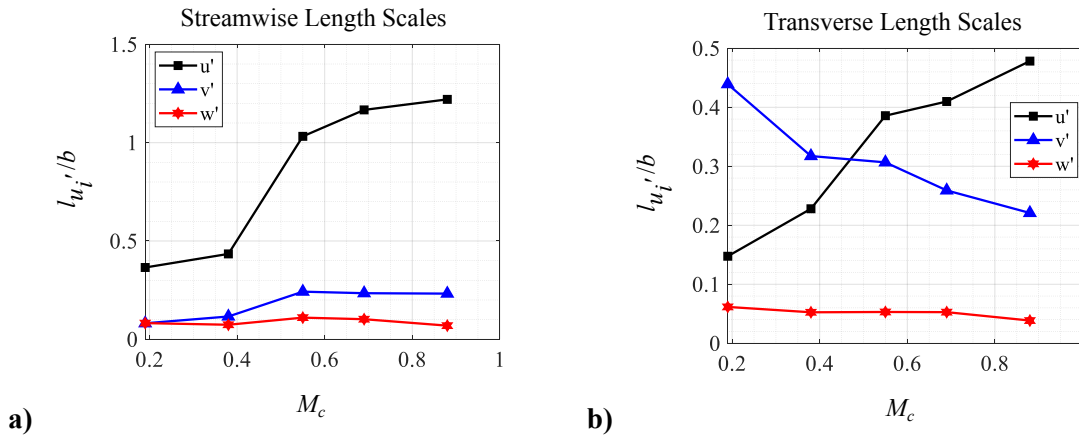 Streamwise Length Scales
1.5
1
0.5
0
0.2
0.4
0.6
0.8
1
l_{u_i'}/b
M_c
u'
v'
w'
a)
Transverse Length Scales
0.5
0.4
0.3
0.2
0.1
0
0.2
0.4
0.6
0.8
l_{u_i'}/b
M_c
u'
v'
w'
b)